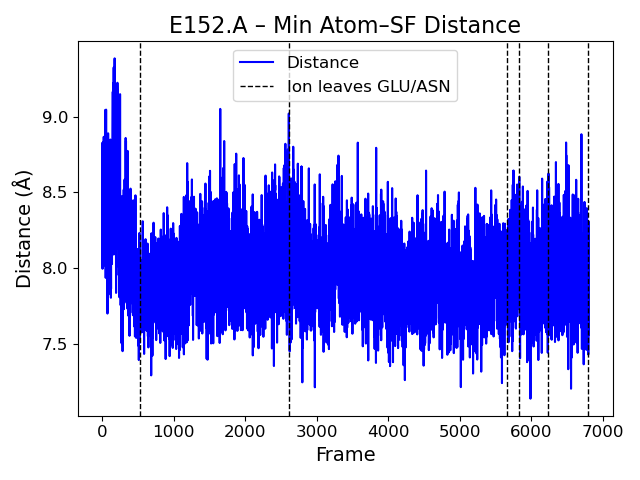 E152.A – Min Atom–SF Distance
Distance
Ion leaves GLU/ASN
Distance (Å)
9.0
8.5
8.0
7.5
0 1000 2000 3000 4000 5000 6000 7000
Frame